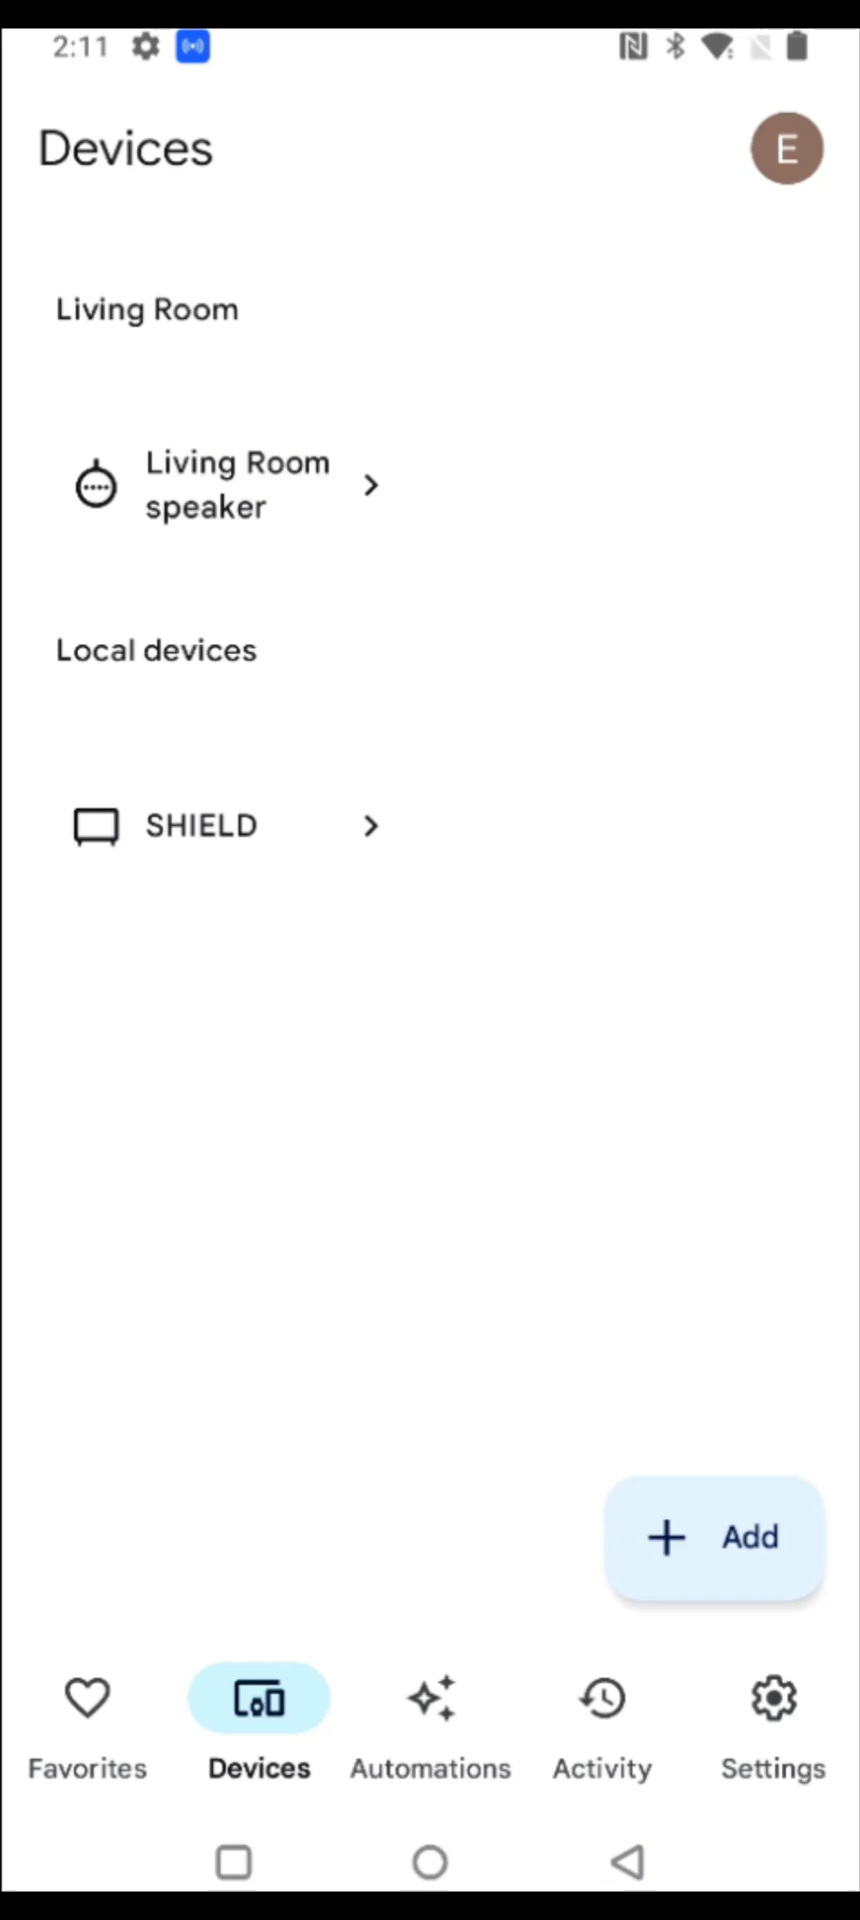 2:11
Devices
E
Living Room
Living Room
speaker
Local devices
SHIELD
Add
Favorites
Devices
Automations
Activity
Settings